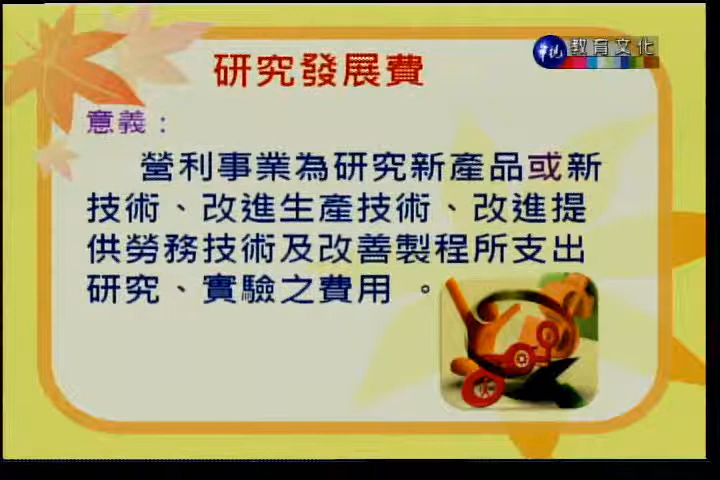 華視 教育文化
研究發展費
意義：
營利事業為研究新產品或新
技術、改進生產技術、改進提
供勞務技術及改善製程所支出
研究、實驗之費用 。